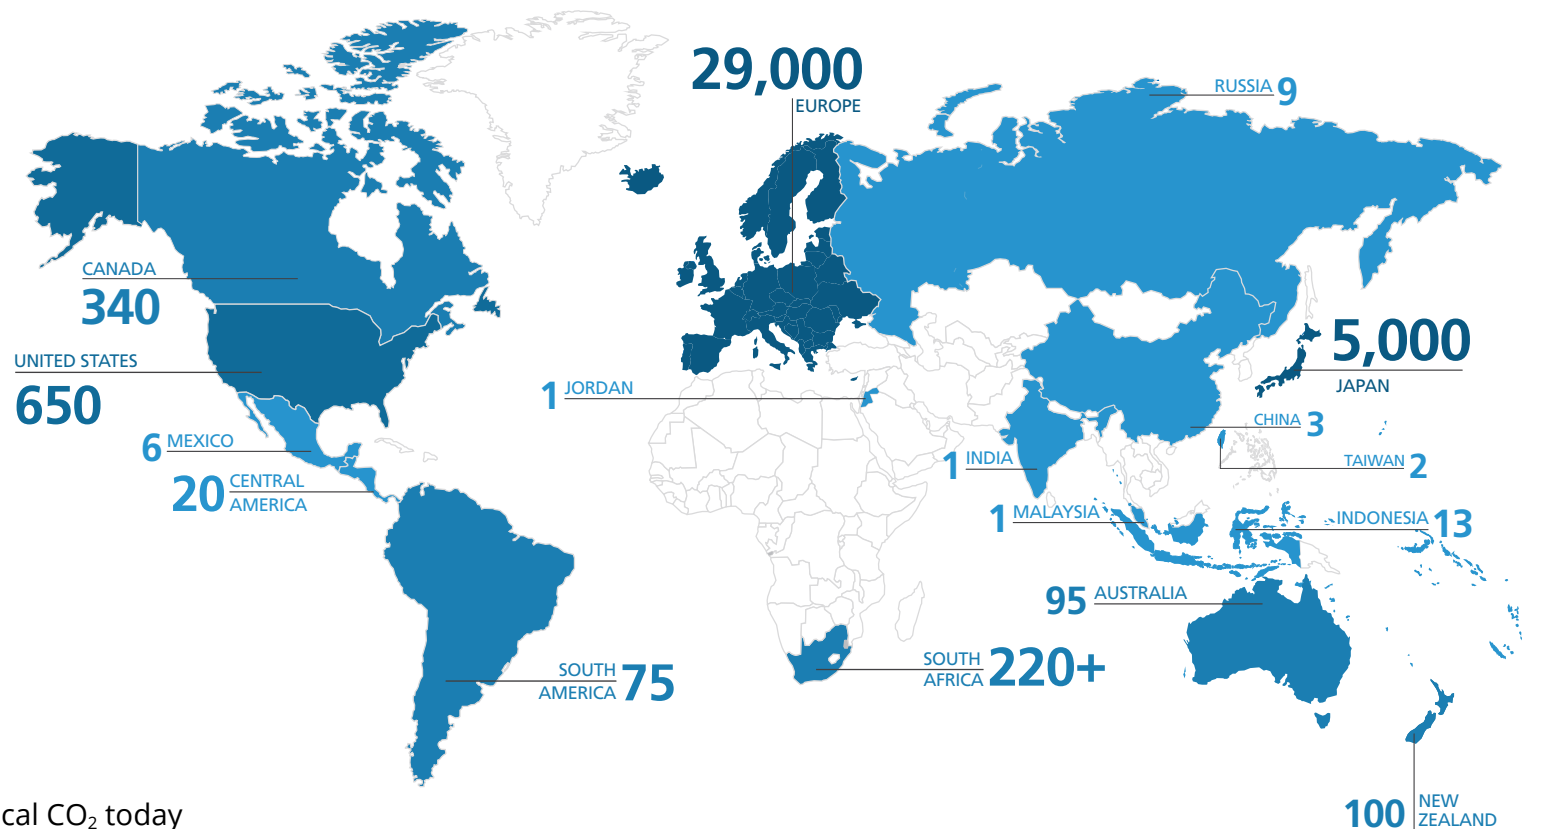 29,000
EUROPE
RUSSIA 9
CANADA
340
UNITED STATES
650
5,000
JAPAN
1 JORDAN
6 MEXICO
CHINA 3
1 INDIA
TAIWAN 2
20 CENTRAL
AMERICA
1 MALAYSIA
INDONESIA 13
95 AUSTRALIA
SOUTH
AMERICA 75
SOUTH
AFRICA 220+
100 NEW
ZEALAND
cal CO₂ today